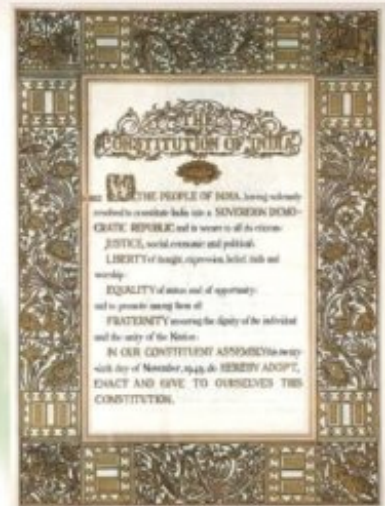 THE
CONSTITUTION OF INDIA
WE, THE PEOPLE OF INDIA, having solemnly
resolved to constitute India into a SOVEREIGN DEMO-
CRATIC REPUBLIC and to secure to all its citizens:
JUSTICE, social, economic and political;
LIBERTY of thought, expression, belief, faith and
worship;
EQUALITY of status and of opportunity;
and to promote among them all
FRATERNITY assuring the dignity of the individual
and the unity of the Nation;
IN OUR CONSTITUENT ASSEMBLY this twenty
sixth day of November, 1949, do HEREBY ADOPT,
ENACT AND GIVE TO OURSELVES THIS
CONSTITUTION.